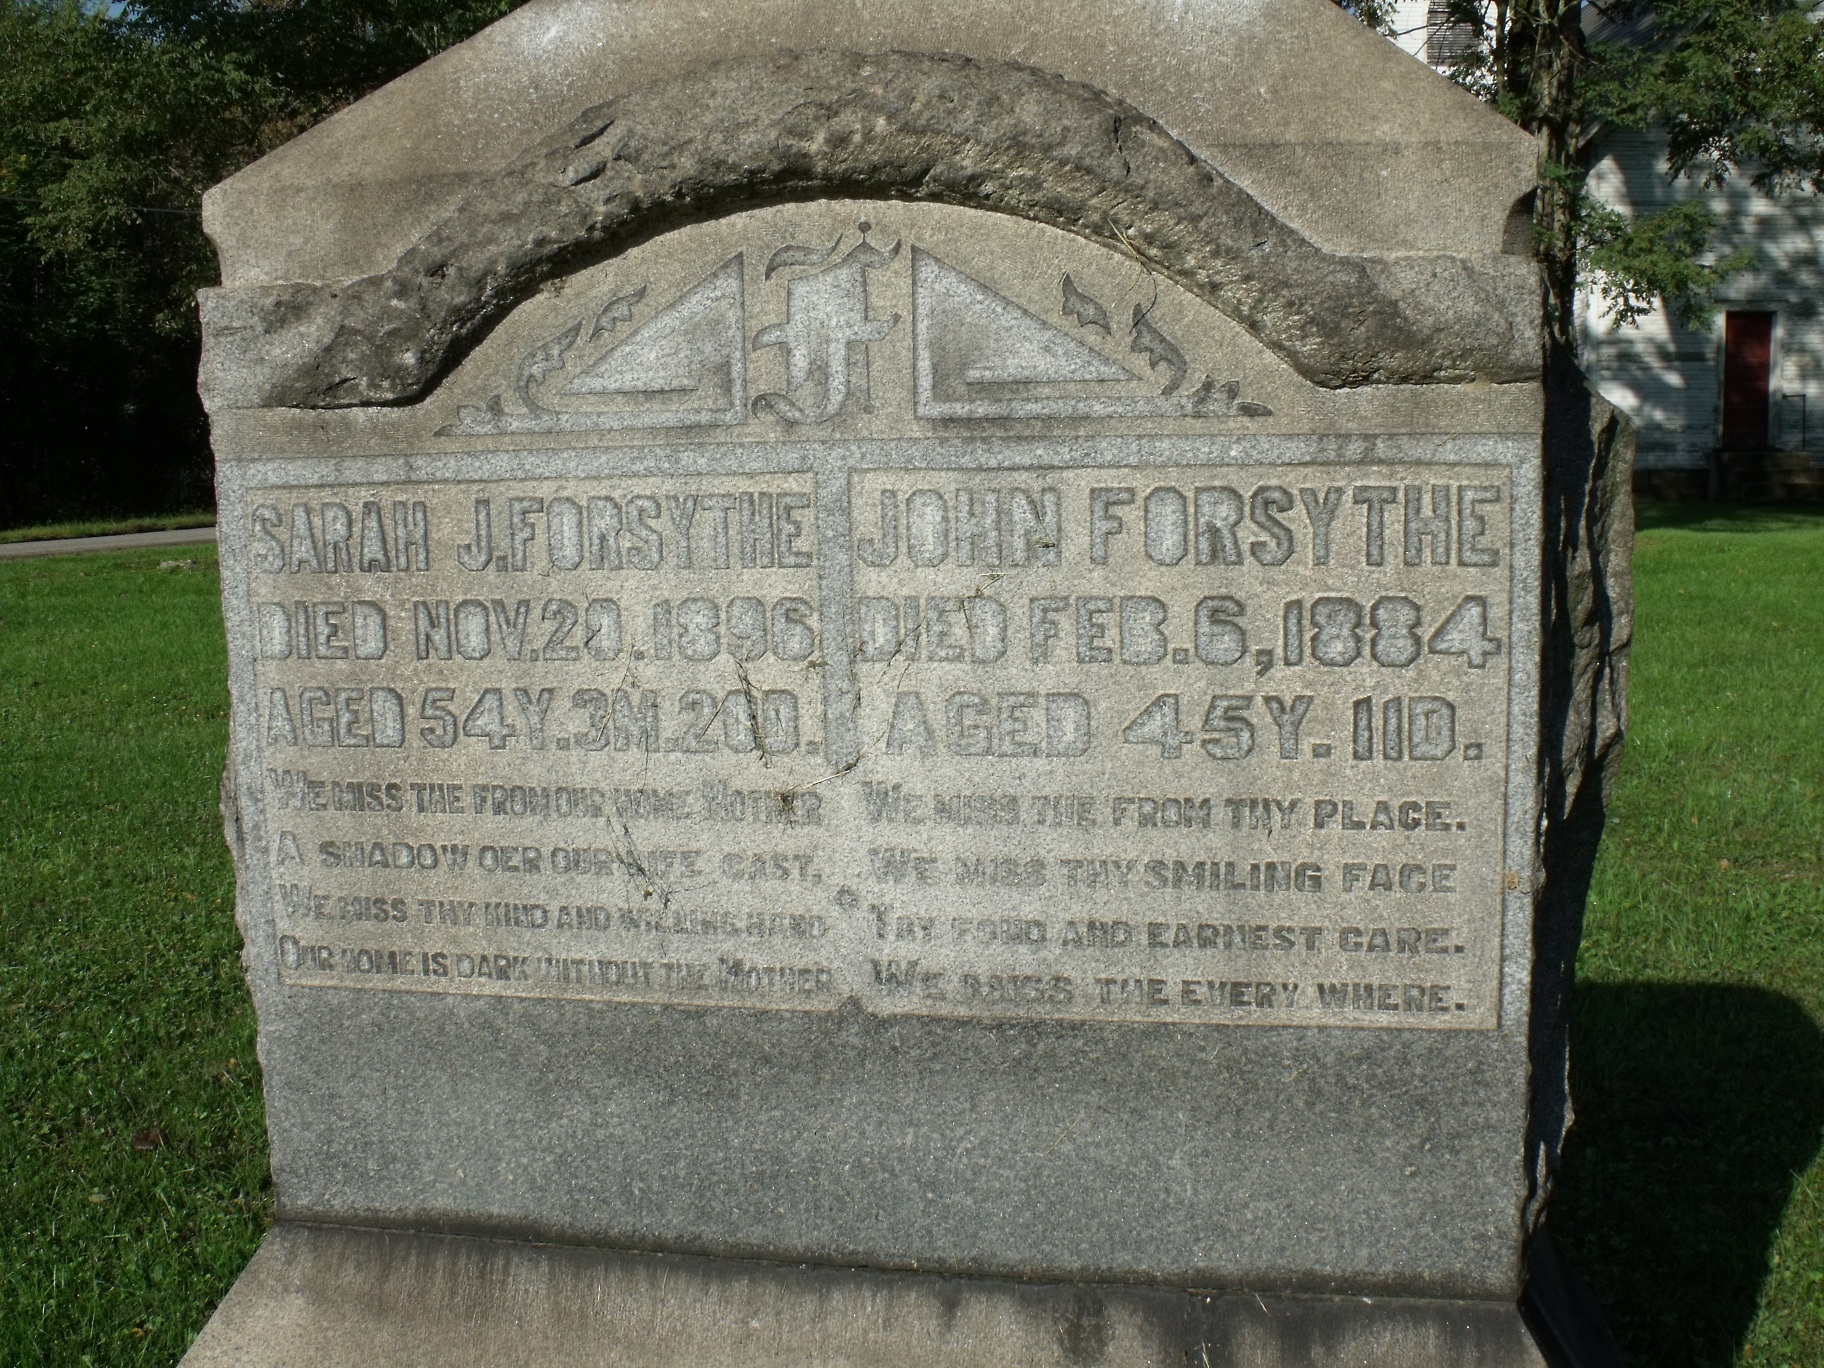 F
SARAH J. FORSYTHE
DIED NOV. 20. 1896
AGED 54Y. 3M. 20D.
WE MISS THE FROM OUR HOME MOTHER
A SHADOW OER OUR LIFE CAST,
WE MISS THY KIND AND WILLING HAND
OUR HOME IS DARK WITHOUT THE MOTHER
JOHN FORSYTHE
DIED FEB. 6, 1884
AGED 45Y. 11D.
WE MISS THE FROM THY PLACE.
WE MISS THY SMILING FACE
THY FOND AND EARNEST CARE.
WE MISS THE EVERY WHERE.